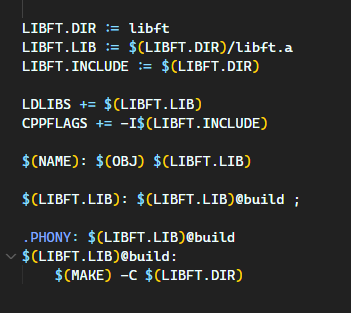 LIBFT.DIR := libft
LIBFT.LIB := $(LIBFT.DIR)/libft.a
LIBFT.INCLUDE := $(LIBFT.DIR)
LDLIBS += $(LIBFT.LIB)
CPPFLAGS += -I$(LIBFT.INCLUDE)
$(NAME): $(OBJ) $(LIBFT.LIB)
$(LIBFT.LIB): $(LIBFT.LIB)@build ;
.PHONY: $(LIBFT.LIB)@build
$(LIBFT.LIB)@build:
    $(MAKE) -C $(LIBFT.DIR)